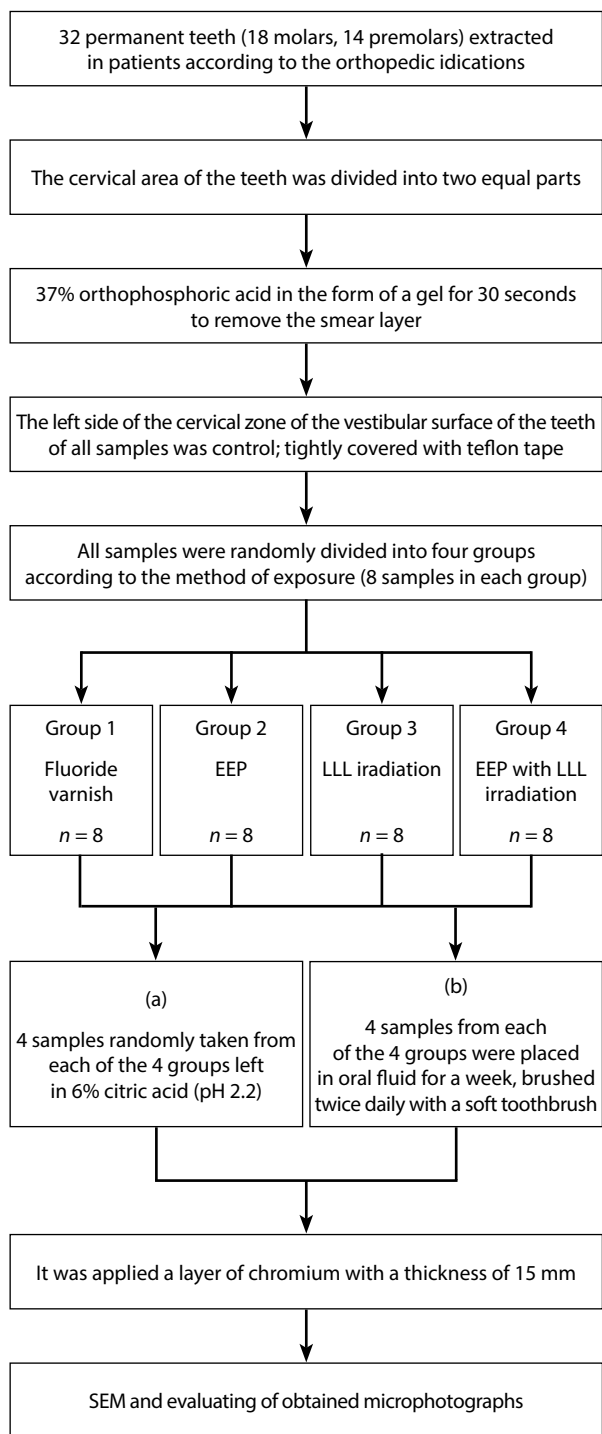 32 permanent teeth (18 molars, 14 premolars) extracted
in patients according to the orthopedic idications
The cervical area of the teeth was divided into two equal parts
37% orthophosphoric acid in the form of a gel for 30 seconds
to remove the smear layer
The left side of the cervical zone of the vestibular surface of the teeth
of all samples was control; tightly covered with teflon tape
All samples were randomly divided into four groups
according to the method of exposure (8 samples in each group)
Group 1
Fluoride
varnish
n = 8
Group 2
EEP
n = 8
Group 3
LLL iradiation
n = 8
Group 4
EEP with LLL
irradiation
n = 8
(a)
4 samples randomly taken from
each of the 4 groups left
in 6% citric acid (pH 2.2)
(b)
4 samples from each
of the 4 groups were placed
in oral fluid for a week, brushed
twice daily with a soft toothbrush
It was applied a layer of chromium with a thickness of 15 mm
SEM and evaluating of obtained microphotographs